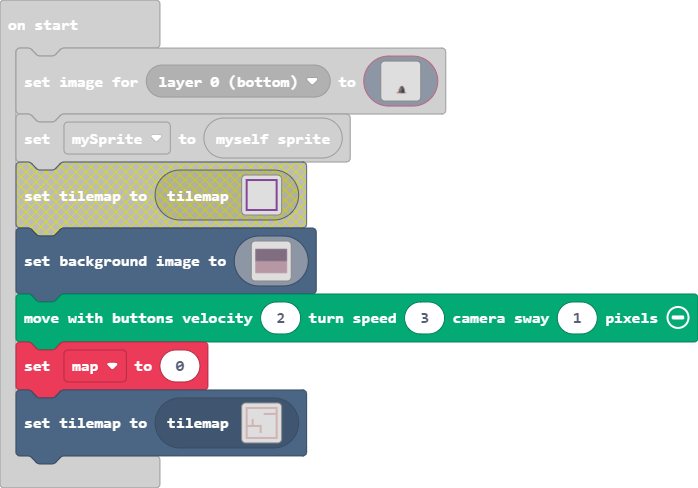 on start
set image for layer 0 (bottom) to
set mySprite to myself sprite
set tilemap to tilemap
set background image to
move with buttons velocity 2 turn speed 3 camera sway 1 pixels
set map to 0
set tilemap to tilemap